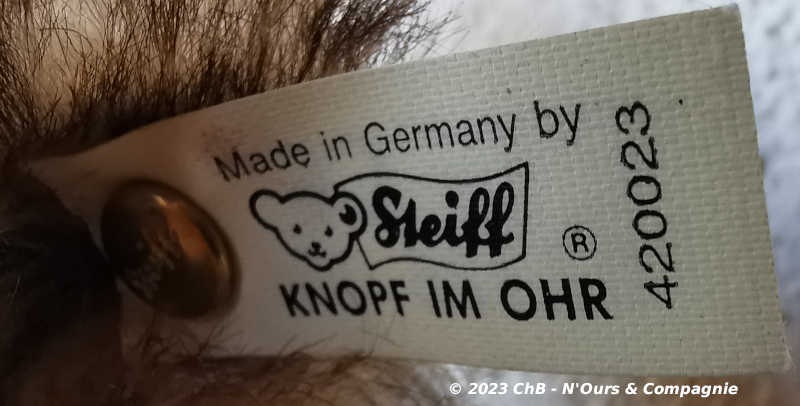 Made in Germany by
Steiff
®
KNOPF IM OHR
420023
© 2023 ChB - N'Ours & Compagnie